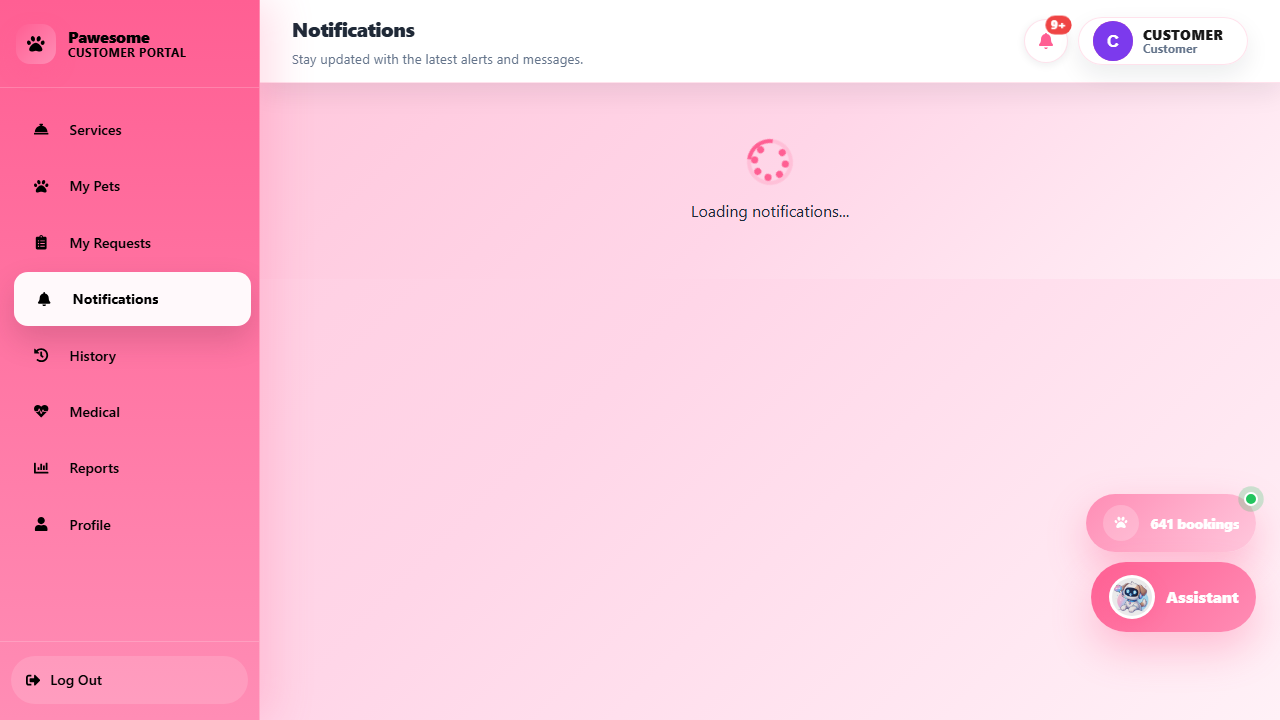 Pawesome
CUSTOMER PORTAL
Services
My Pets
My Requests
Notifications
History
Medical
Reports
Profile
Log Out
Notifications
Stay updated with the latest alerts and messages.
9+
C
CUSTOMER
Customer
Loading notifications...
641 bookings
Assistant